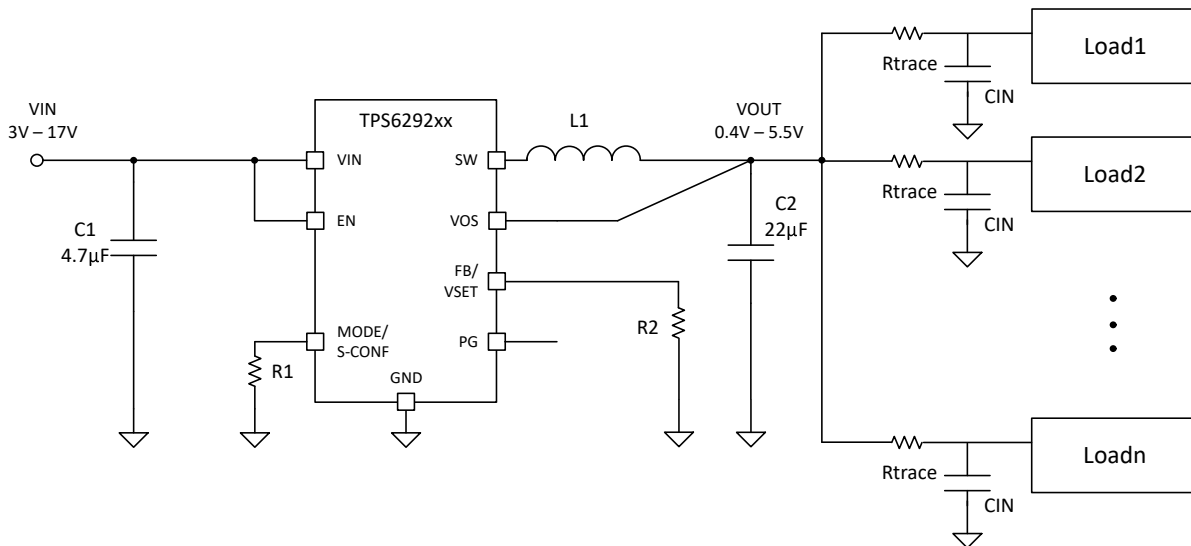 VIN
3V – 17V
C1
4.7µF
TPS6292xx
VIN
EN
MODE/
S-CONF
GND
SW
VOS
FB/
VSET
PG
R1
L1
R2
VOUT
0.4V – 5.5V
C2
22µF
Rtrace
CIN
Load1
Rtrace
CIN
Load2
Rtrace
CIN
Loadn